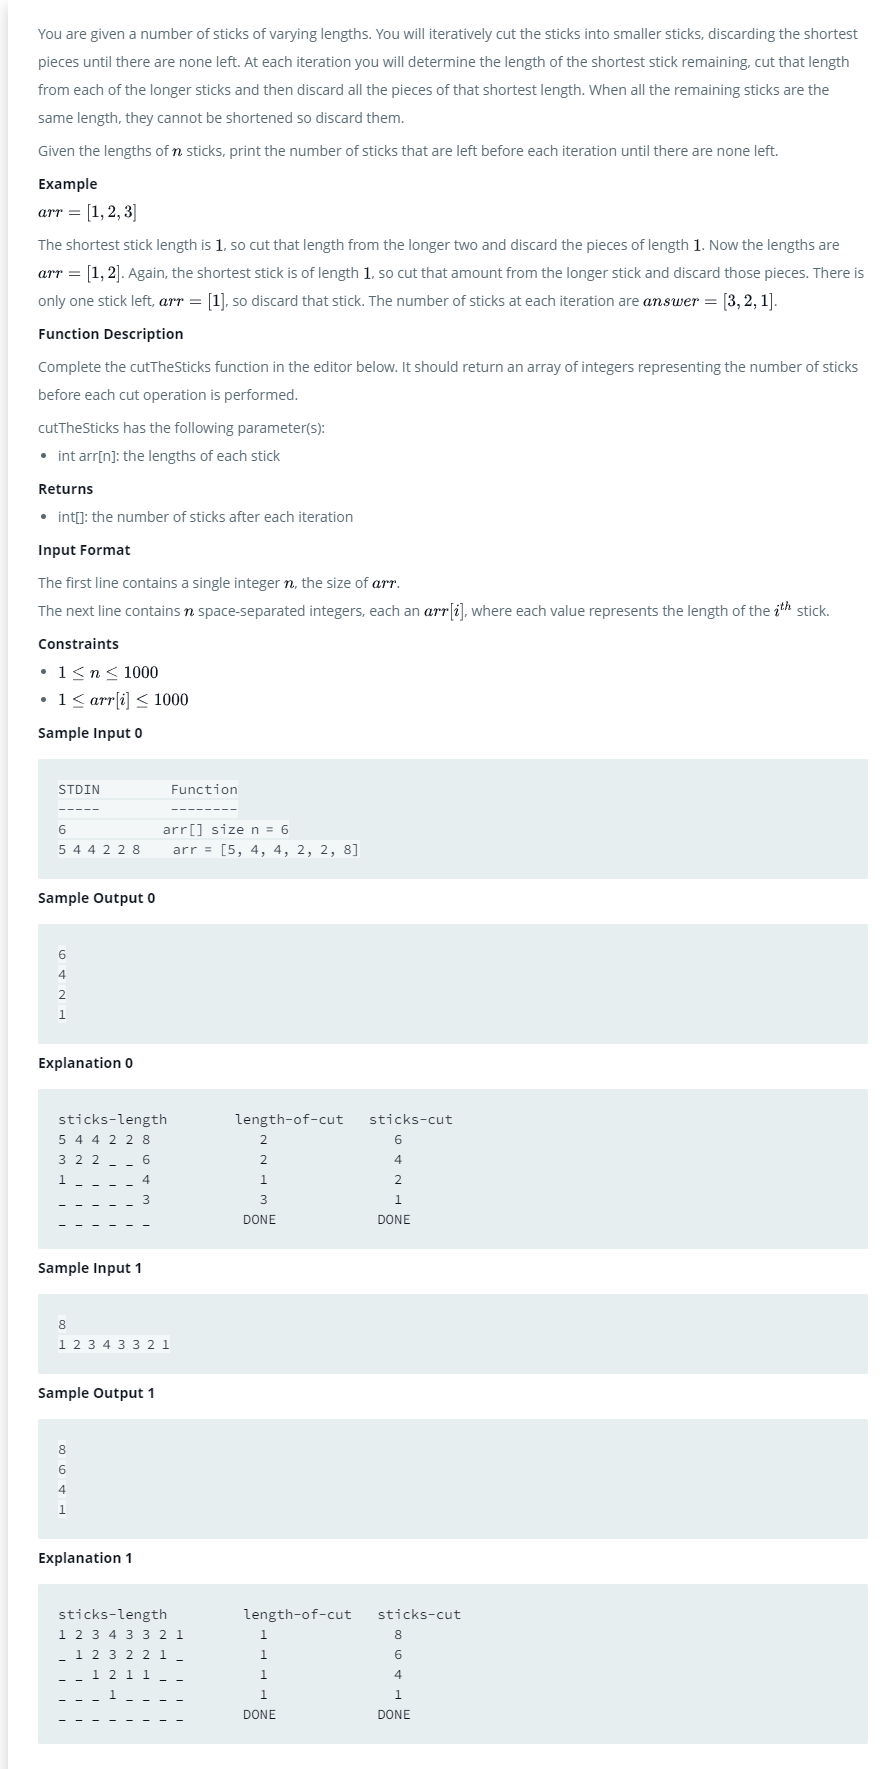 You are given a number of sticks of varying lengths. You will iteratively cut the sticks into smaller sticks, discarding the shortest
pieces until there are none left. At each iteration you will determine the length of the shortest stick remaining, cut that length
from each of the longer sticks and then discard all the pieces of that shortest length. When all the remaining sticks are the
same length, they cannot be shortened so discard them.
Given the lengths of n sticks, print the number of sticks that are left before each iteration until there are none left.
Example
arr = [1, 2, 3]
The shortest stick length is 1, so cut that length from the longer two and discard the pieces of length 1. Now the lengths are
arr = [1, 2]. Again, the shortest stick is of length 1, so cut that amount from the longer stick and discard those pieces. There is
only one stick left, arr = [1], so discard that stick. The number of sticks at each iteration are answer = [3, 2, 1].
Function Description
Complete the cutTheSticks function in the editor below. It should return an array of integers representing the number of sticks
before each cut operation is performed.
cutTheSticks has the following parameter(s):
• int arr[n]: the lengths of each stick
Returns
• int[]: the number of sticks after each iteration
Input Format
The first line contains a single integer n, the size of arr.
The next line contains n space-separated integers, each an arr[i], where each value represents the length of the i^th stick.
Constraints
• 1 ≤ n ≤ 1000
• 1 ≤ arr[i] ≤ 1000
Sample Input 0
STDIN Function
----- --------
6 arr[] size n = 6
5 4 4 2 2 8 arr = [5, 4, 4, 2, 2, 8]
Sample Output 0
6
4
2
1
Explanation 0
sticks-length length-of-cut sticks-cut
5 4 4 2 2 8 2 6
3 2 2 _ _ 6 2 4
1 _ _ _ _ 4 1 2
_ _ _ _ _ 3 3 1
_ _ _ _ _ _ DONE DONE
Sample Input 1
8
1 2 3 4 3 3 2 1
Sample Output 1
8
6
4
1
Explanation 1
sticks-length length-of-cut sticks-cut
1 2 3 4 3 3 2 1 1 8
_ 1 2 3 2 2 1 _ 1 6
_ _ 1 2 1 1 _ _ 1 4
_ _ _ 1 _ _ _ _ 1 1
_ _ _ _ _ _ _ _ DONE DONE